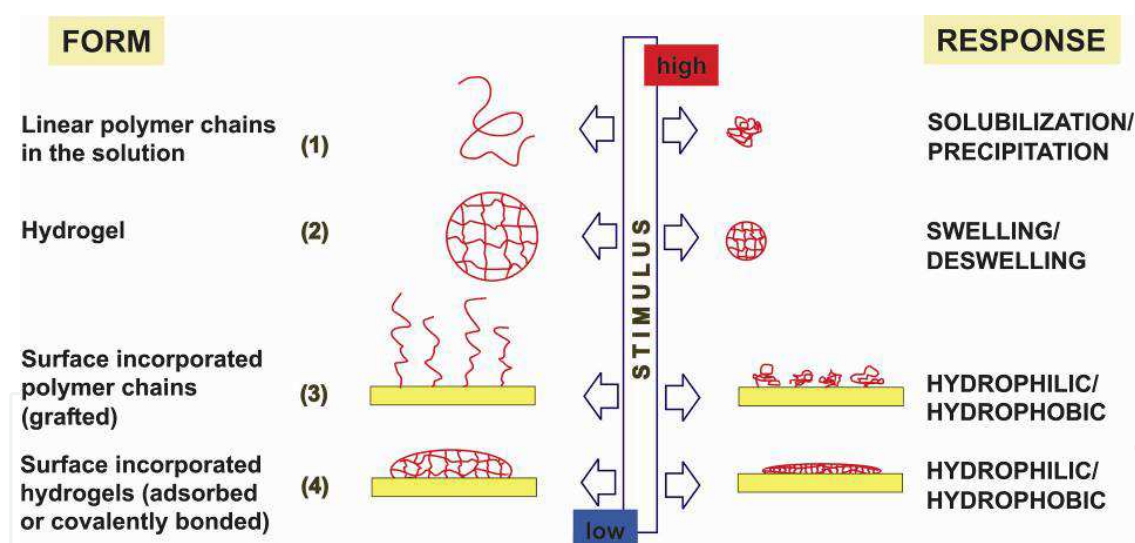 FORM
RESPONSE
high
Linear polymer chains
in the solution
(1)
SOLUBILIZATION/
PRECIPITATION
Hydrogel
(2)
SWELLING/
DESWELLING
STIMULUS
Surface incorporated
polymer chains
(grafted)
(3)
HYDROPHILIC/
HYDROPHOBIC
Surface incorporated
hydrogels (adsorbed
or covalently bonded)
(4)
HYDROPHILIC/
HYDROPHOBIC
low